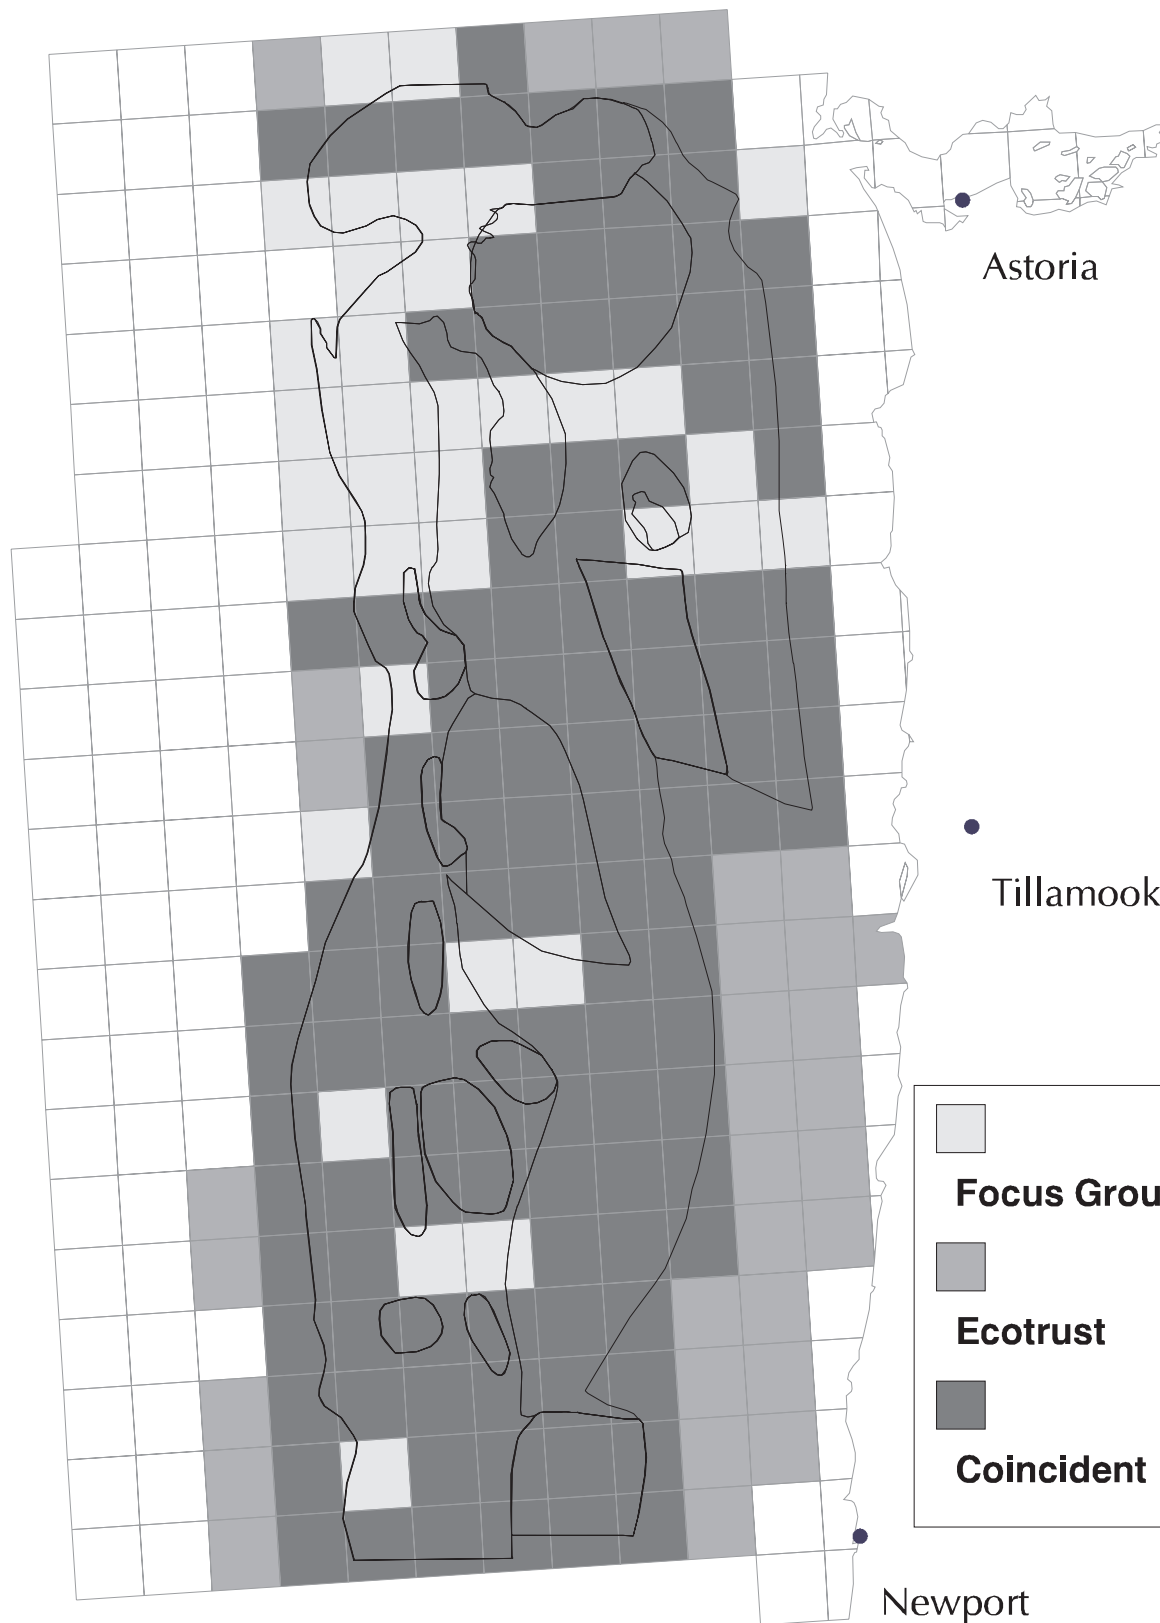 Astoria
Tillamook
Focus Grou
Ecotrust
Coincident
Newport